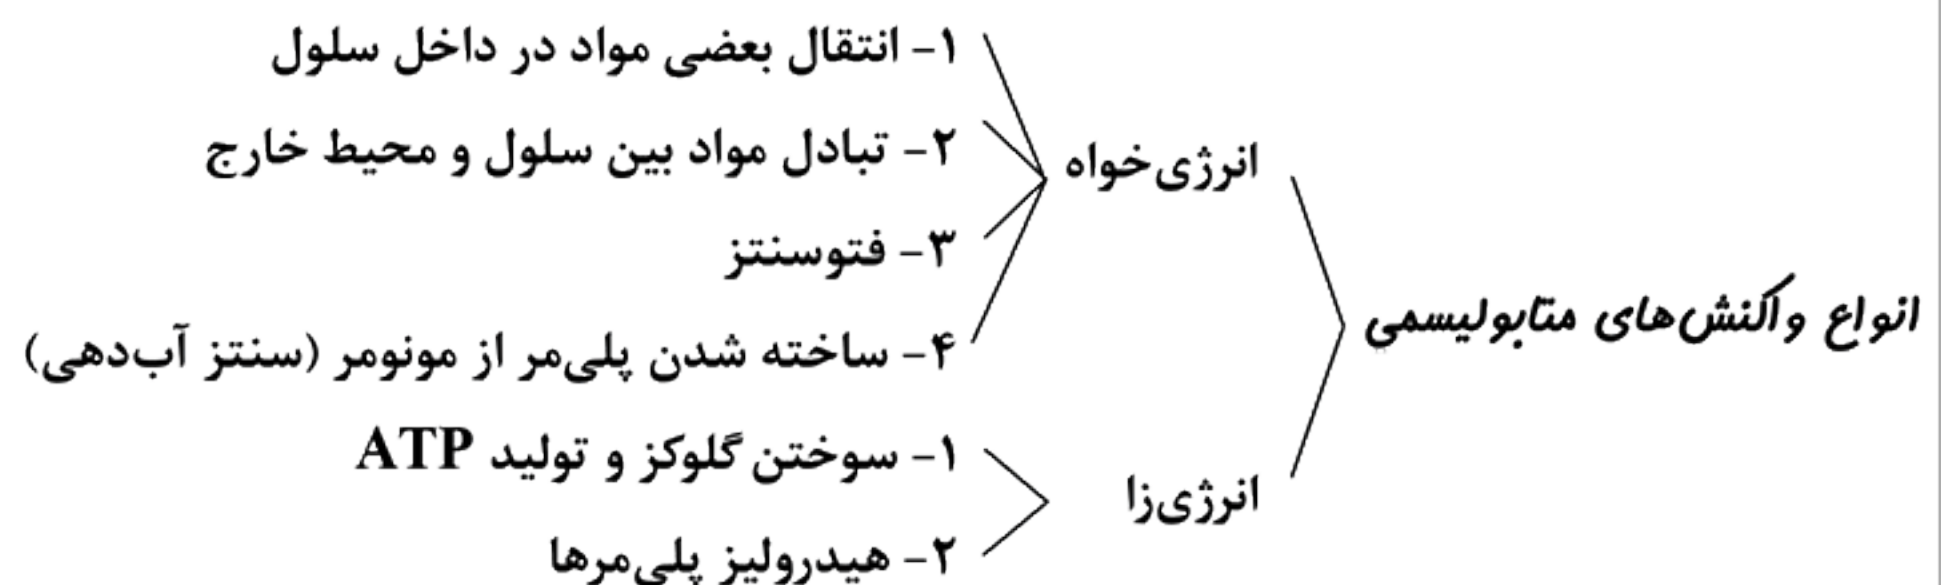 انواع واکنش‌های متابولیسمی
انرژی‌خواه
۱- انتقال بعضی مواد در داخل سلول
۲- تبادل مواد بین سلول و محیط خارج
۳- فتوسنتز
۴- ساخته شدن پلی‌مر از مونومر (سنتز آب‌دهی)
انرژی‌زا
۱- سوختن گلوکز و تولید ATP
۲- هیدرولیز پلی‌مرها